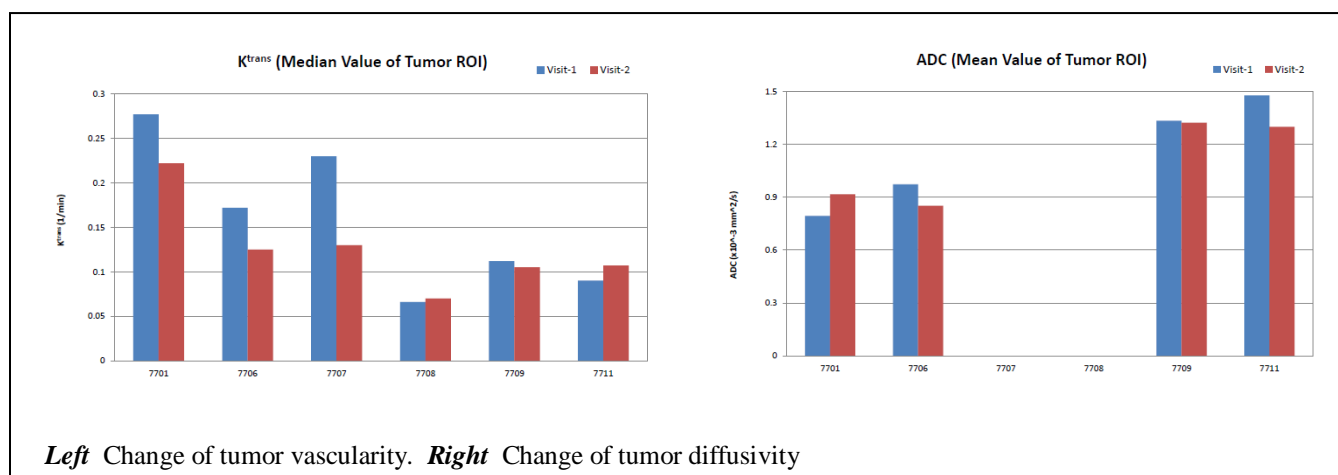 K^trans (Median Value of Tumor ROI)
Visit-1 Visit-2
0.3
0.25
0.2
0.15
0.1
0.05
0
K^trans (1/min)
7701 7706 7707 7708 7709 7711
ADC (Mean Value of Tumor ROI)
Visit-1 Visit-2
1.5
1.2
0.9
0.6
0.3
0
ADC (x10^-3 mm^2/s)
7701 7706 7707 7708 7709 7711
Left Change of tumor vascularity. Right Change of tumor diffusivity